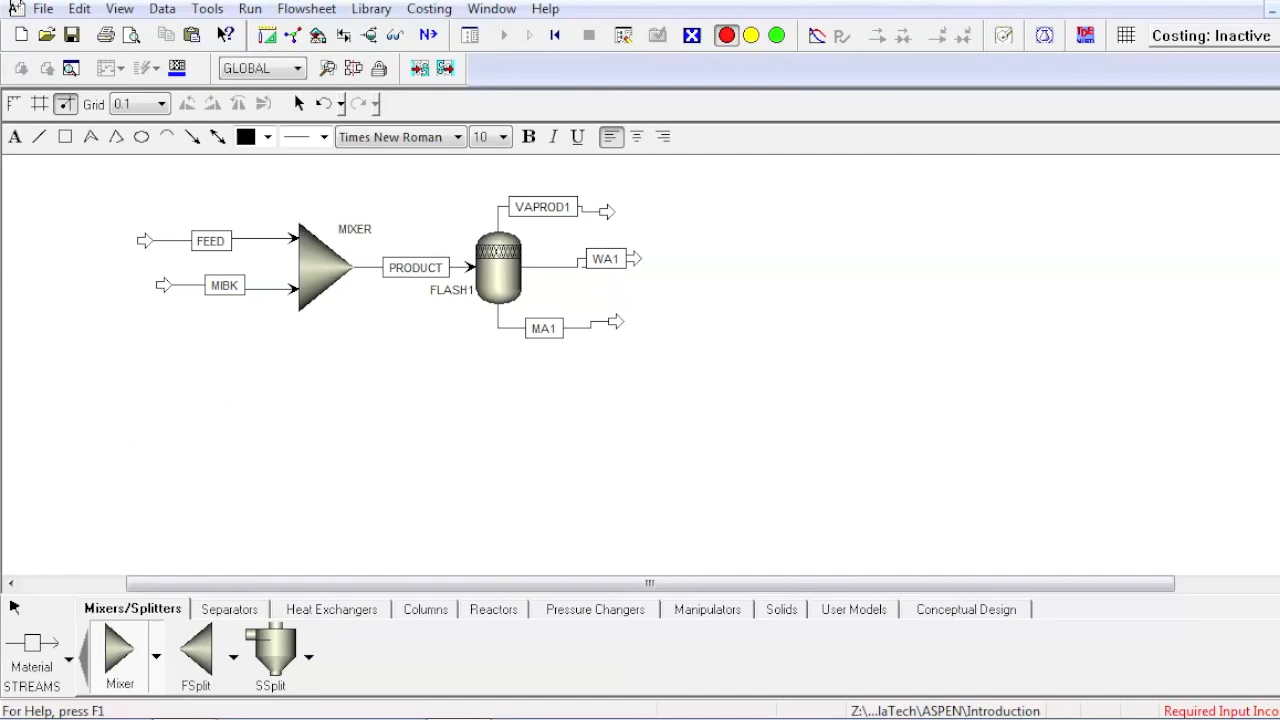 File Edit View Data Tools Run Flowsheet Library Costing Window Help
N> Costing: Inactive
GLOBAL
Grid 0.1
A Times New Roman 10 B I U
VAPROD1
MIXER
FEED
WA1
PRODUCT
MIBK
FLASH1
MA1
Mixers/Splitters Separators Heat Exchangers Columns Reactors Pressure Changers Manipulators Solids User Models Conceptual Design
Material
STREAMS Mixer FSplit SSplit
For Help, press F1 Z:\...laTech\ASPEN\Introduction Required Input Inco